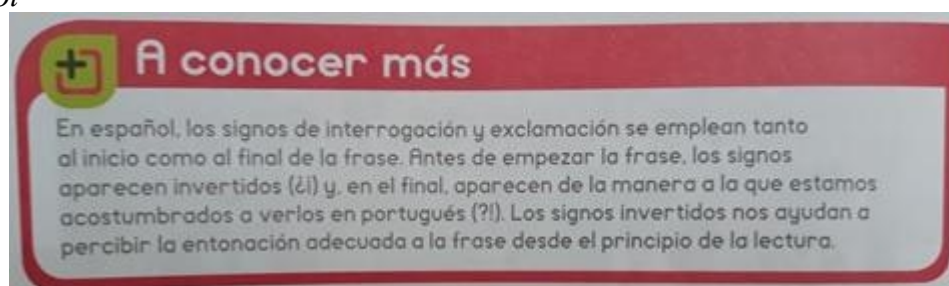 A conocer más
En español, los signos de interrogación y exclamación se emplean tanto
al inicio como al final de la frase. Antes de empezar la frase, los signos
aparecen invertidos (¿¡) y, en el final, aparecen de la manera a la que estamos
acostumbrados a verlos en portugués (?!). Los signos invertidos nos ayudan a
percibir la entonación adecuada a la frase desde el principio de la lectura.